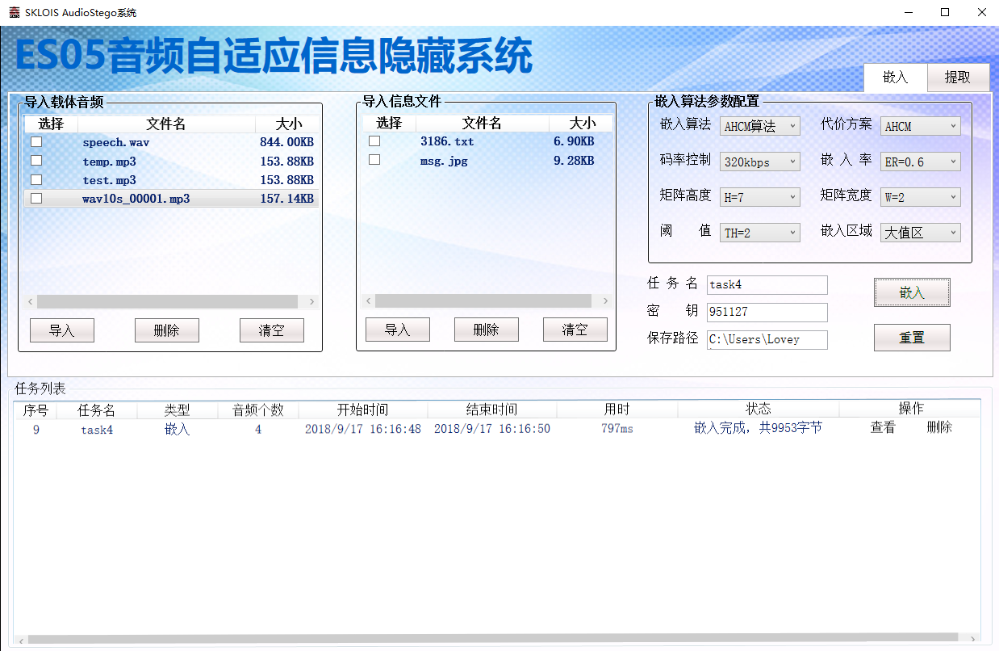 SKLOIS AudioStego系统
ES05音频自适应信息隐藏系统
嵌入 提取
导入载体音频
选择 文件名 大小
speech.wav 844.00KB
temp.mp3 153.88KB
test.mp3 153.88KB
wav10s_00001.mp3 157.14KB
导入 删除 清空
导入信息文件
选择 文件名 大小
3186.txt 6.90KB
msg.jpg 9.28KB
导入 删除 清空
嵌入算法参数配置
嵌入算法 AHCM算法 代价方案 AHCM
码率控制 320kbps 嵌入率 ER=0.6
矩阵高度 H=7 矩阵宽度 W=2
阈值 TH=2 嵌入区域 大值区
任务名 task4
密钥 951127
保存路径 C:\Users\Lovey
嵌入
重置
任务列表
序号 任务名 类型 音频个数 开始时间 结束时间 用时 状态 操作
9 task4 嵌入 4 2018/9/17 16:16:48 2018/9/17 16:16:50 797ms 嵌入完成，共9953字节 查看 删除